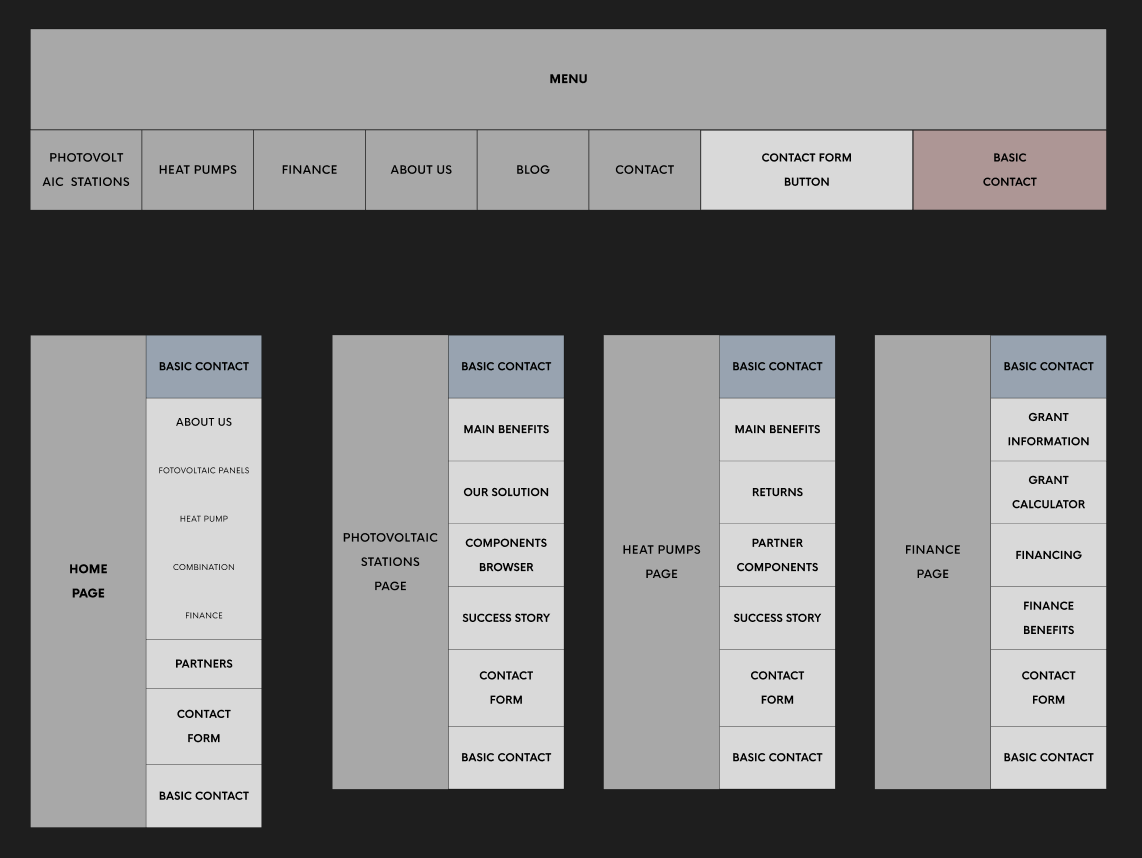 MENU
PHOTOVOLT
AIC STATIONS
HEAT PUMPS
FINANCE
ABOUT US
BLOG
CONTACT
CONTACT FORM
BUTTON
BASIC
CONTACT
HOME
PAGE
BASIC CONTACT
ABOUT US
FOTOVOLTAIC PANELS
HEAT PUMP
COMBINATION
FINANCE
PARTNERS
CONTACT
FORM
BASIC CONTACT
PHOTOVOLTAIC
STATIONS
PAGE
BASIC CONTACT
MAIN BENEFITS
OUR SOLUTION
COMPONENTS
BROWSER
SUCCESS STORY
CONTACT
FORM
BASIC CONTACT
HEAT PUMPS
PAGE
BASIC CONTACT
MAIN BENEFITS
RETURNS
PARTNER
COMPONENTS
SUCCESS STORY
CONTACT
FORM
BASIC CONTACT
FINANCE
PAGE
BASIC CONTACT
GRANT
INFORMATION
GRANT
CALCULATOR
FINANCING
FINANCE
BENEFITS
CONTACT
FORM
BASIC CONTACT